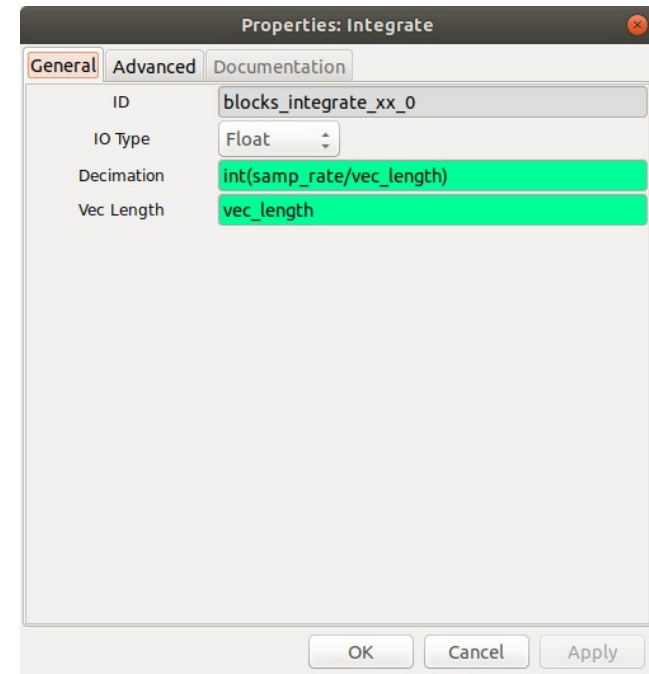 Properties: Integrate
General Advanced Documentation
ID blocks_integrate_xx_0
IO Type Float
Decimation int(samp_rate/vec_length)
Vec Length vec_length
OK Cancel Apply